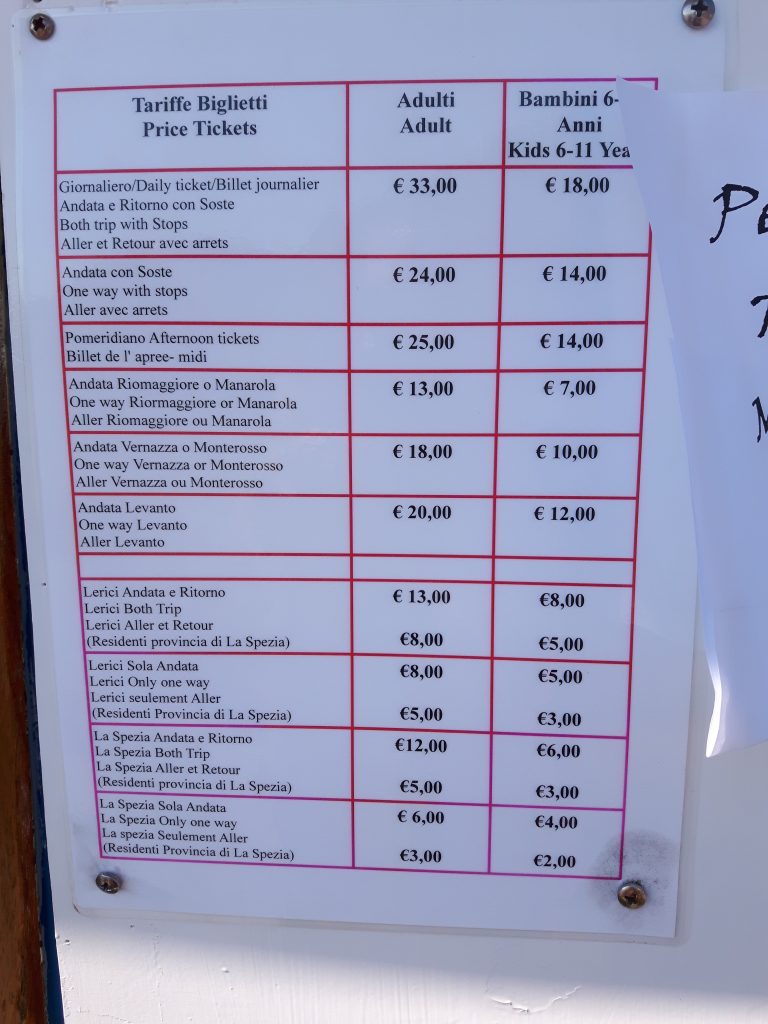 Tariffe Biglietti
Price Tickets
Adulti
Adult
Bambini 6-
Anni
Kids 6-11
Giornaliero/Daily ticket/Billet journalier
Andata e Ritorno con Soste
Both trip with Stops
Aller et Retour avec arrets
€ 33,00
€ 18,00
Andata con Soste
One way with stops
Aller avec arrets
€ 24,00
€ 14,00
Pomeridiano Afternoon tickets
Billet de l' apree- midi
€ 25,00
€ 14,00
Andata Riomaggiore o Manarola
One way Riormaggiore or Manarola
Aller Riomaggiore ou Manarola
€ 13,00
€ 7,00
Andata Vernazza o Monterosso
One way Vernazza or Monterosso
Aller Vernazza ou Monterosso
€ 18,00
€ 10,00
Andata Levanto
One way Levanto
Aller Levanto
€ 20,00
€ 12,00
Lerici Andata e Ritorno
Lerici Both Trip
Lerici Aller et Retour
(Residenti provincia di La Spezia)
€ 13,00
€8,00
€8,00
€5,00
Lerici Sola Andata
Lerici Only one way
Lerici seulement Aller
(Residenti Provincia di La Spezia)
€8,00
€5,00
€5,00
€3,00
La Spezia Andata e Ritorno
La Spezia Both Trip
La Spezia Aller et Retour
(Residenti provincia di La Spezia)
€12,00
€6,00
€5,00
€3,00
La Spezia Sola Andata
La Spezia Only one way
La spezia Seulement Aller
(Residenti Provincia di La Spezia)
€ 6,00
€4,00
€3,00
€2,00